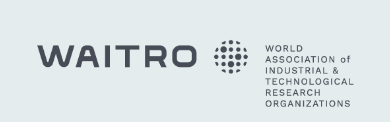 WAITRO
WORLD
ASSOCIATION of
INDUSTRIAL &
TECHNOLOGICAL
RESEARCH
ORGANIZATIONS